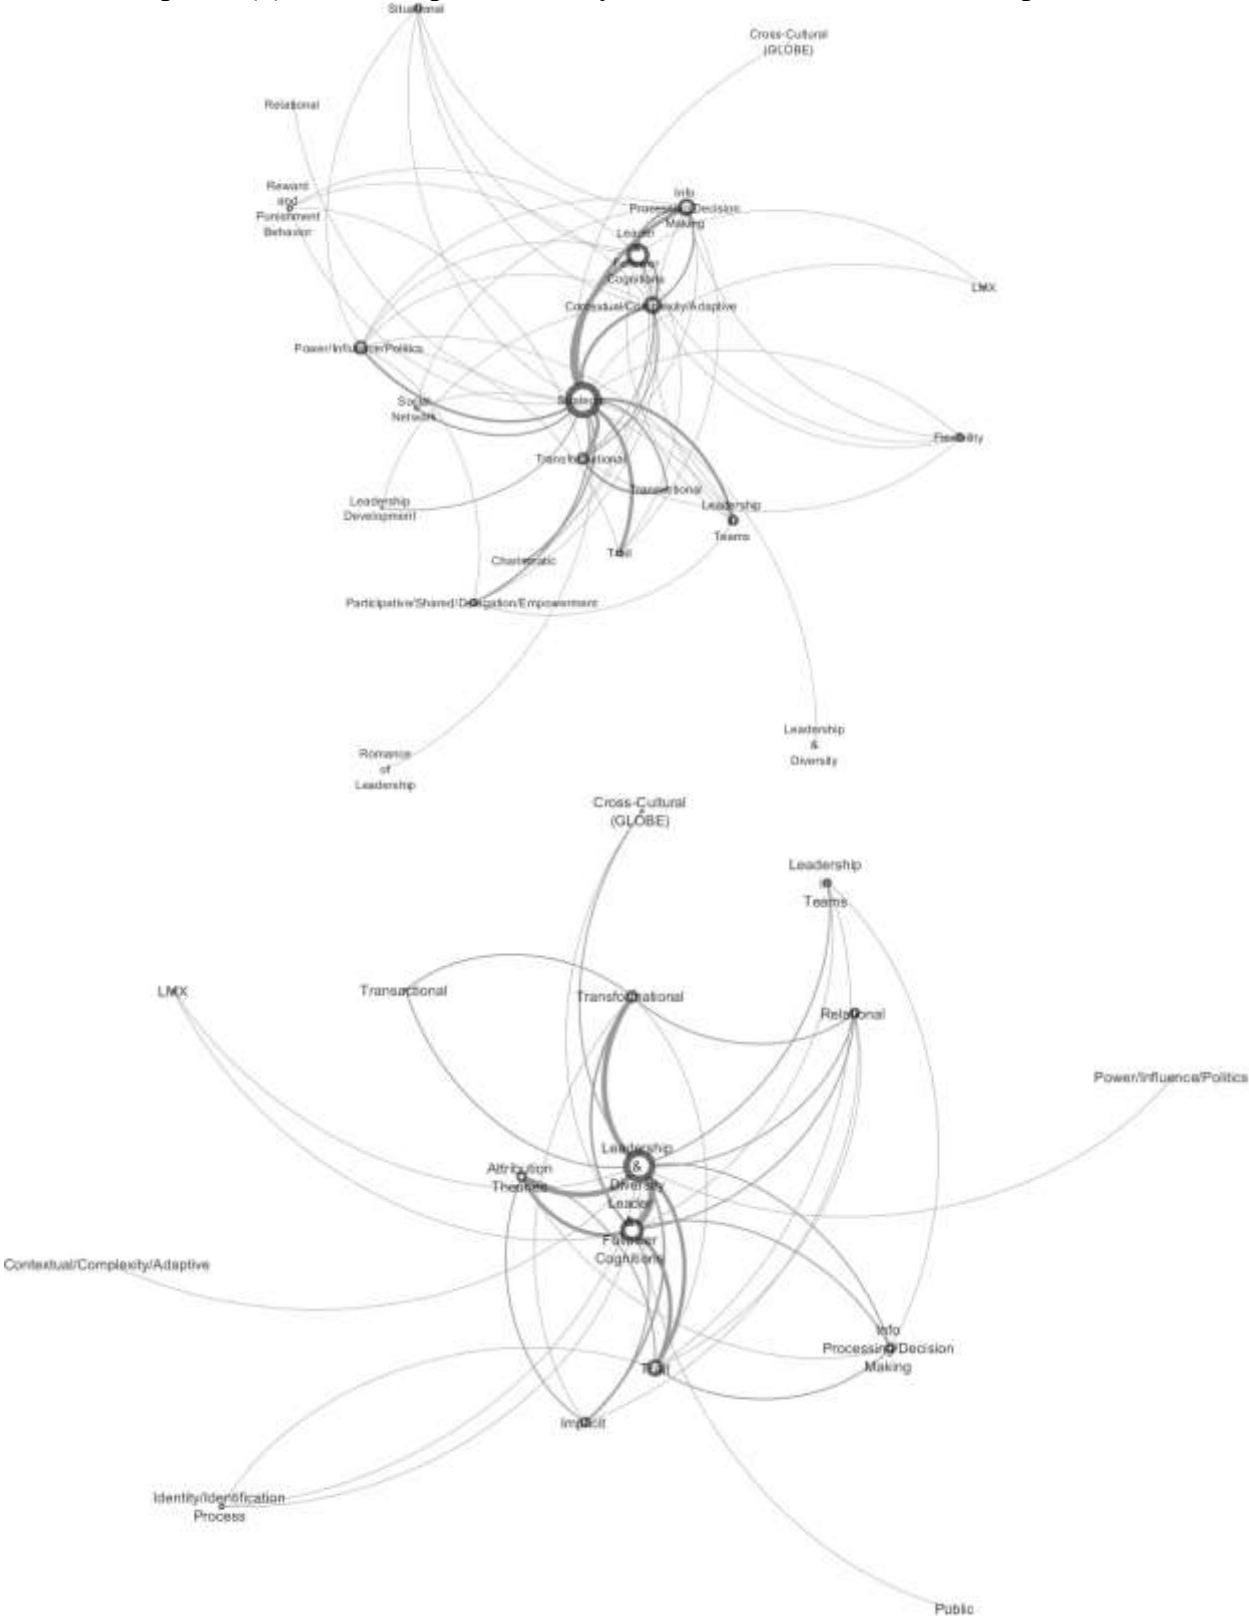 Situational
Cross-Cultural
(GLOBE)
Relational
Reward
and
Punishment
Behavior
Info
Processing/Decision
Making
Leader
&
Follower
Cognitions
LMX
Contextual/Complexity/Adaptive
Power/Influence/Politics
Strategic
Social
Network
Flexibility
Transformational
Transactional
Leadership
Development
Leadership
Teams
Trait
Charismatic
Participative/Shared/Delegation/Empowerment
Leadership
&
Diversity
Romance
of
Leadership
Cross-Cultural
(GLOBE)
Leadership
in
Teams
LMX
Transactional
Transformational
Relational
Power/Influence/Politics
Leadership
&
Diversity
Attribution
Theories
Leader
&
Follower
Cognitions
Contextual/Complexity/Adaptive
Info
Processing/Decision
Making
Trait
Implicit
Identity/Identification
Process
Public